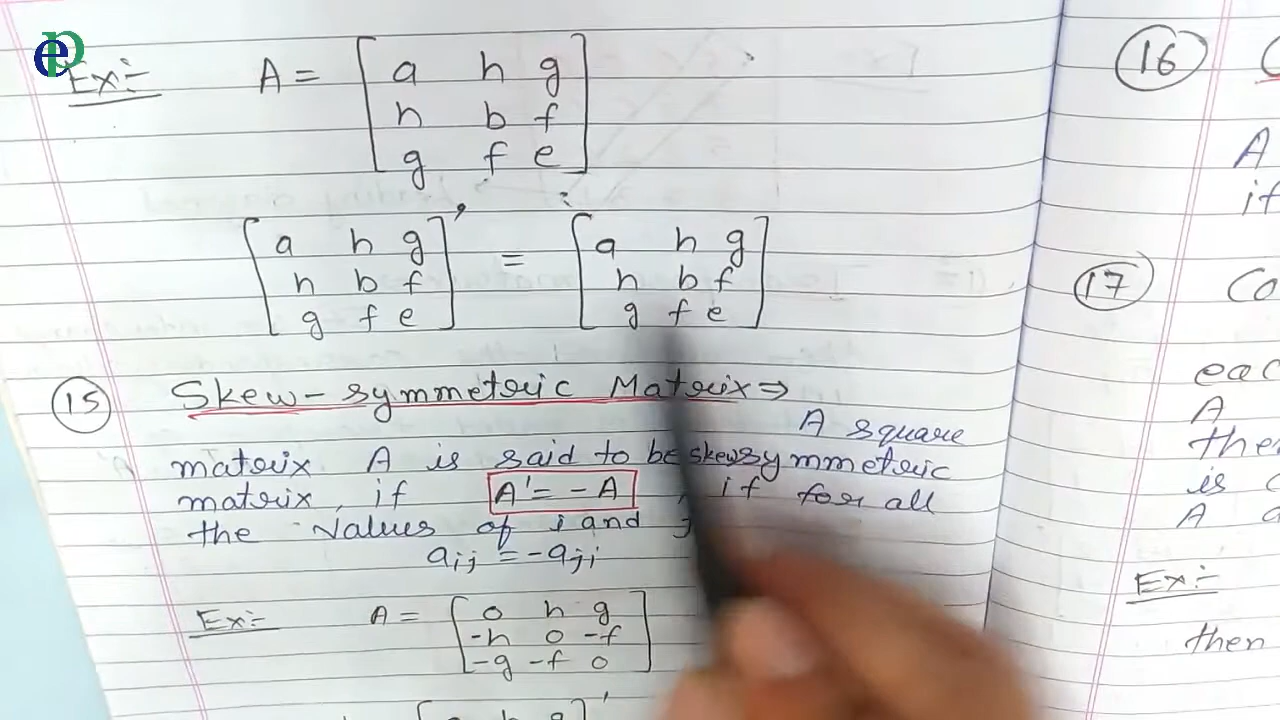 ep
Ex:- A = [a h g
h b f
g f e]
[a h g
h b f
g f e]' = [a h g
h b f
g f e]
(15) Skew-symmetric Matrix ⇒
A square
matrix A is said to be skew symmetric
matrix, if A' = -A, if for all
the values of i and j
aij = -aji
Ex:- A = [0 h g
-h 0 -f
-g -f 0]
(16)
A
if
(17) Co
eac
A
the
is
A
Ex:-
then